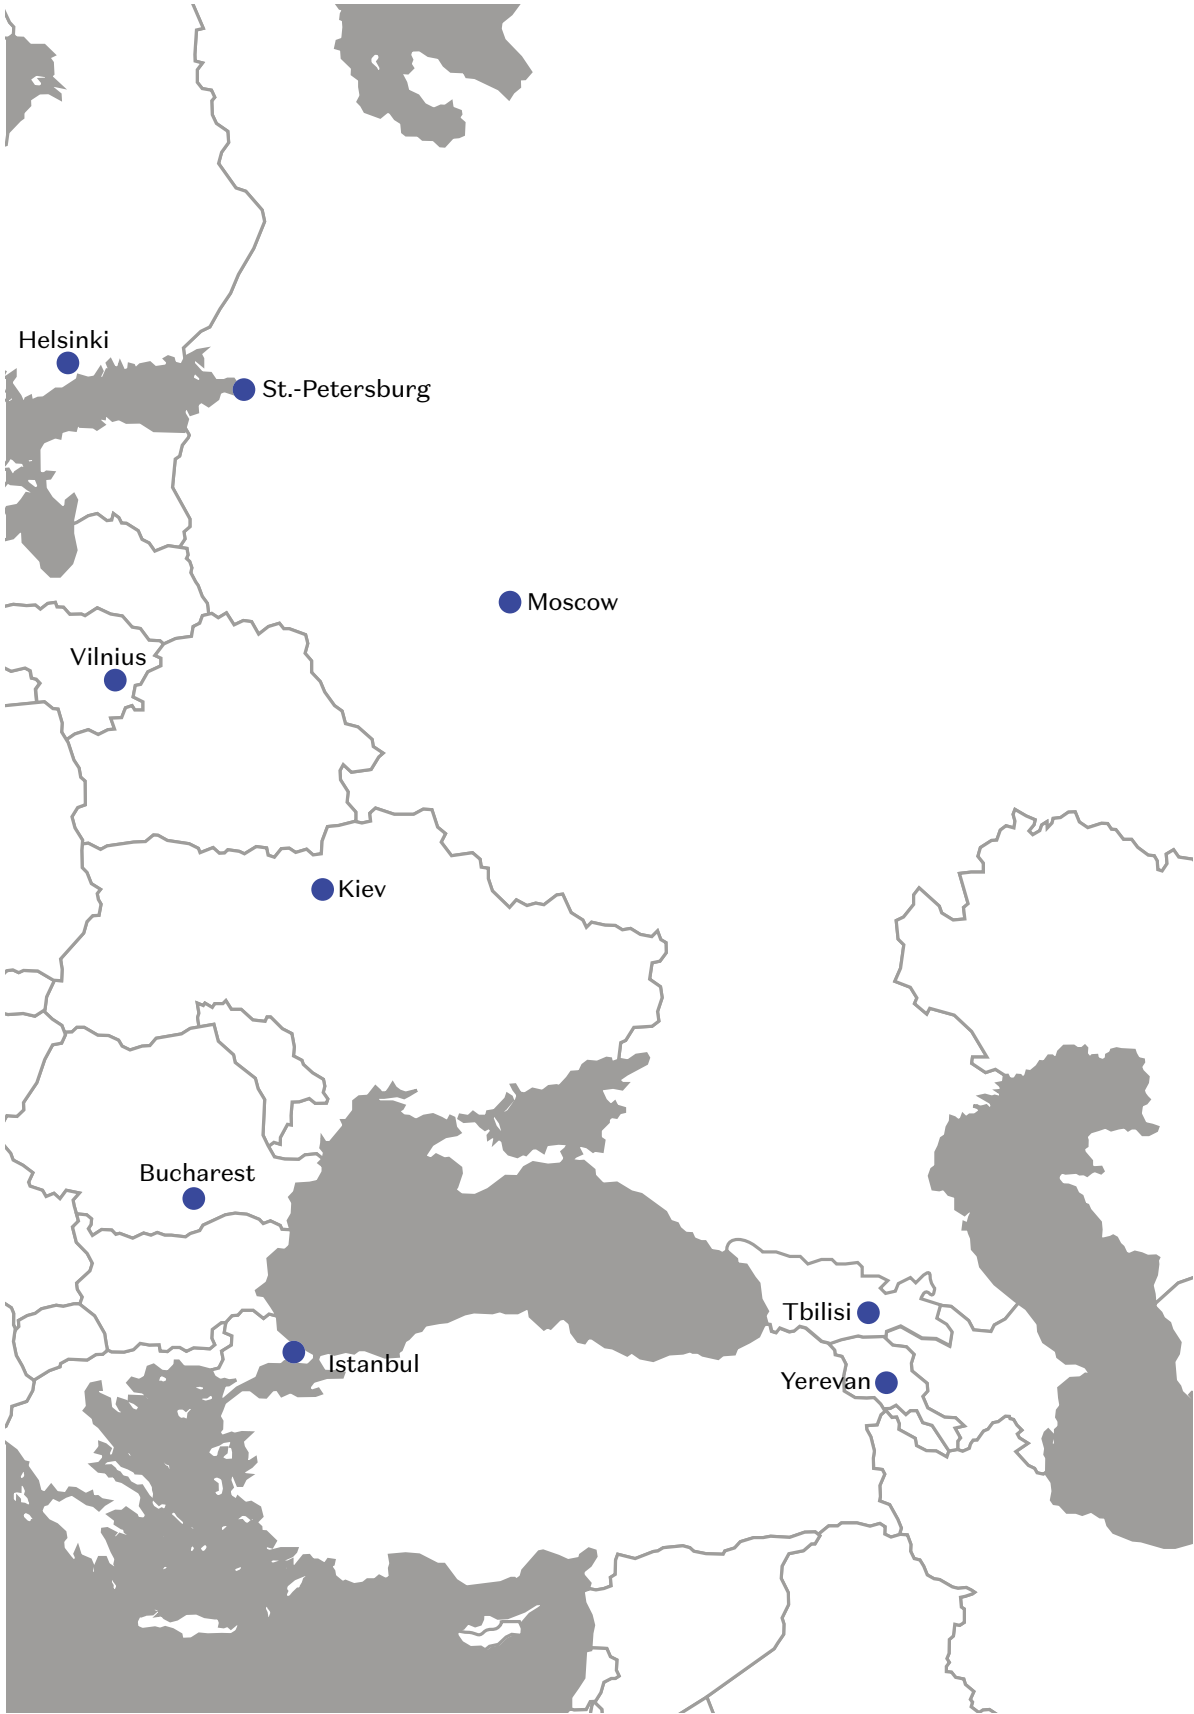 Helsinki
St.-Petersburg
Moscow
Vilnius
Kiev
Bucharest
Tbilisi
Istanbul
Yerevan